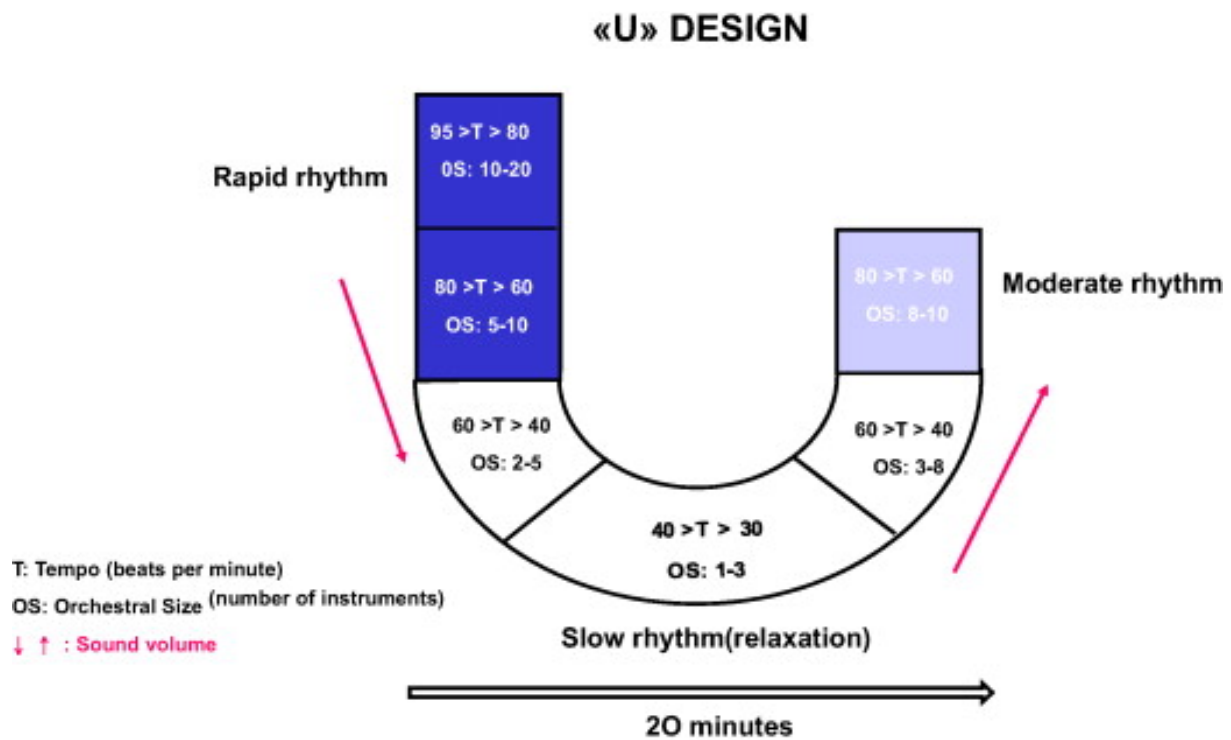 «U» DESIGN
95 >T > 80
0S: 10-20
Rapid rhythm
80 >T > 60
OS: 5-10
60 >T > 40
OS: 2-5
40 >T > 30
OS: 1-3
60 >T > 40
OS: 3-8
80 >T > 60
OS: 8-10
Moderate rhythm
T: Tempo (beats per minute)
OS: Orchestral Size (number of instruments)
↓ ↑ : Sound volume
Slow rhythm(relaxation)
2O minutes